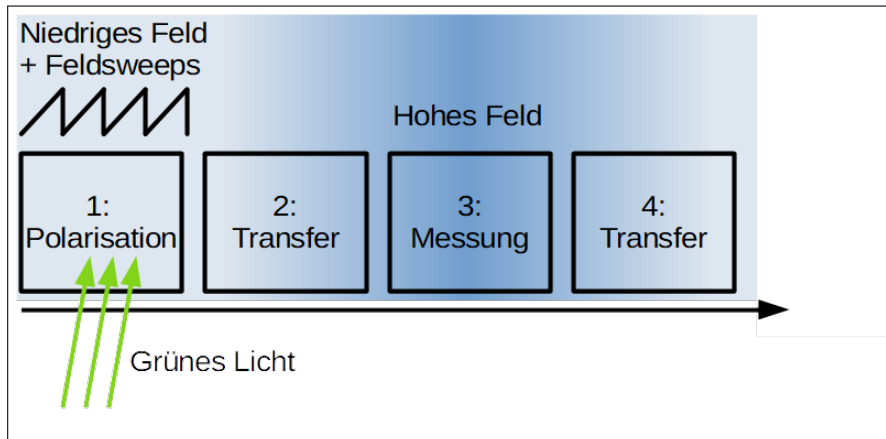 Niedriges Feld
+ Feldsweeps
Hohes Feld
1:
Polarisation
2:
Transfer
3:
Messung
4:
Transfer
Grünes Licht